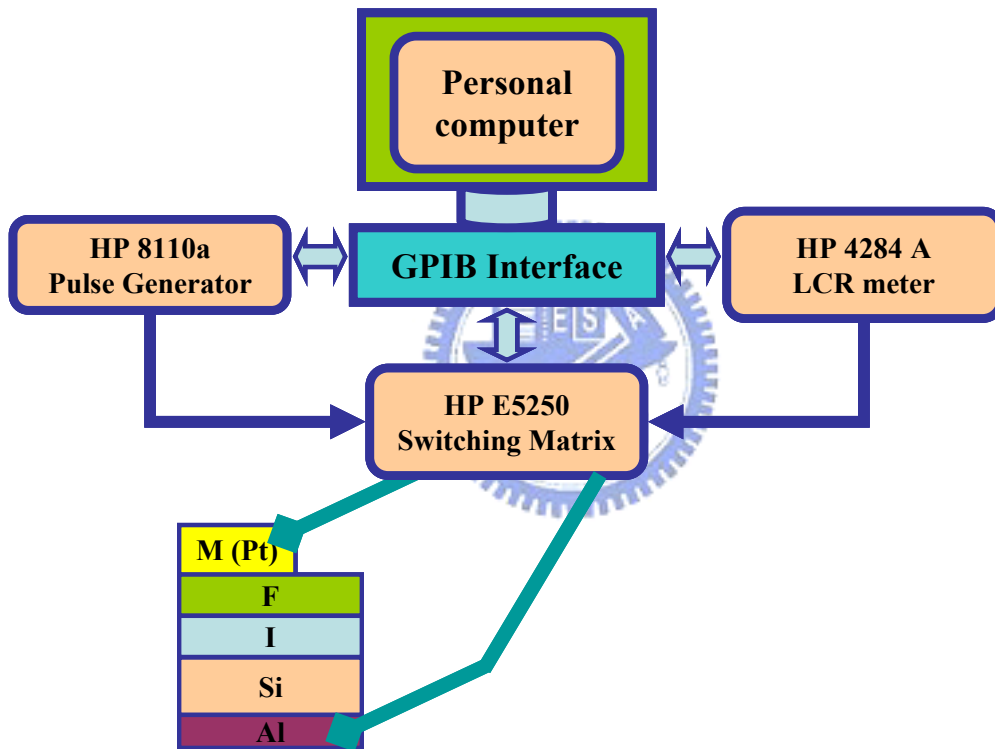 Personal
computer
HP 8110a
Pulse Generator
GPIB Interface
HP 4284 A
LCR meter
E S A
HP E5250
Switching Matrix
M (Pt)
F
I
Si
Al